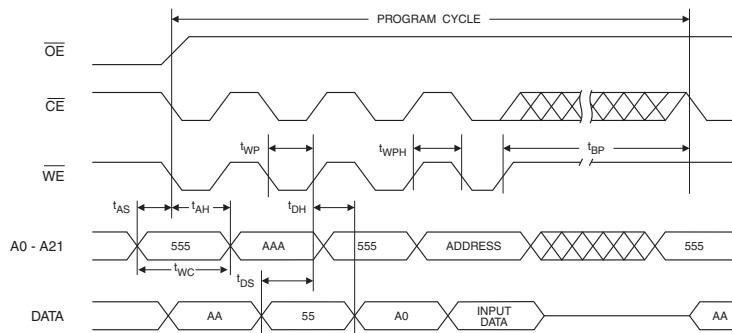 PROGRAM CYCLE
OE
CE
tWP
tWPH
tBP
WE
tAS
tAH
tDH
A0 - A21
555
AAA
555
ADDRESS
555
tWC
tDS
DATA
AA
55
A0
INPUT
DATA
AA